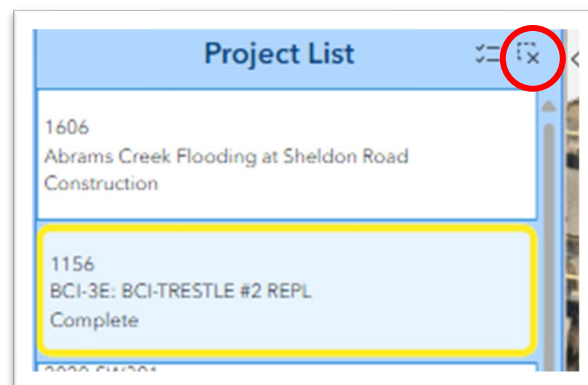 Project List
1606
Abrams Creek Flooding at Sheldon Road
Construction
1156
BCI-3E: BCI-TRESTLE #2 REPL
Complete